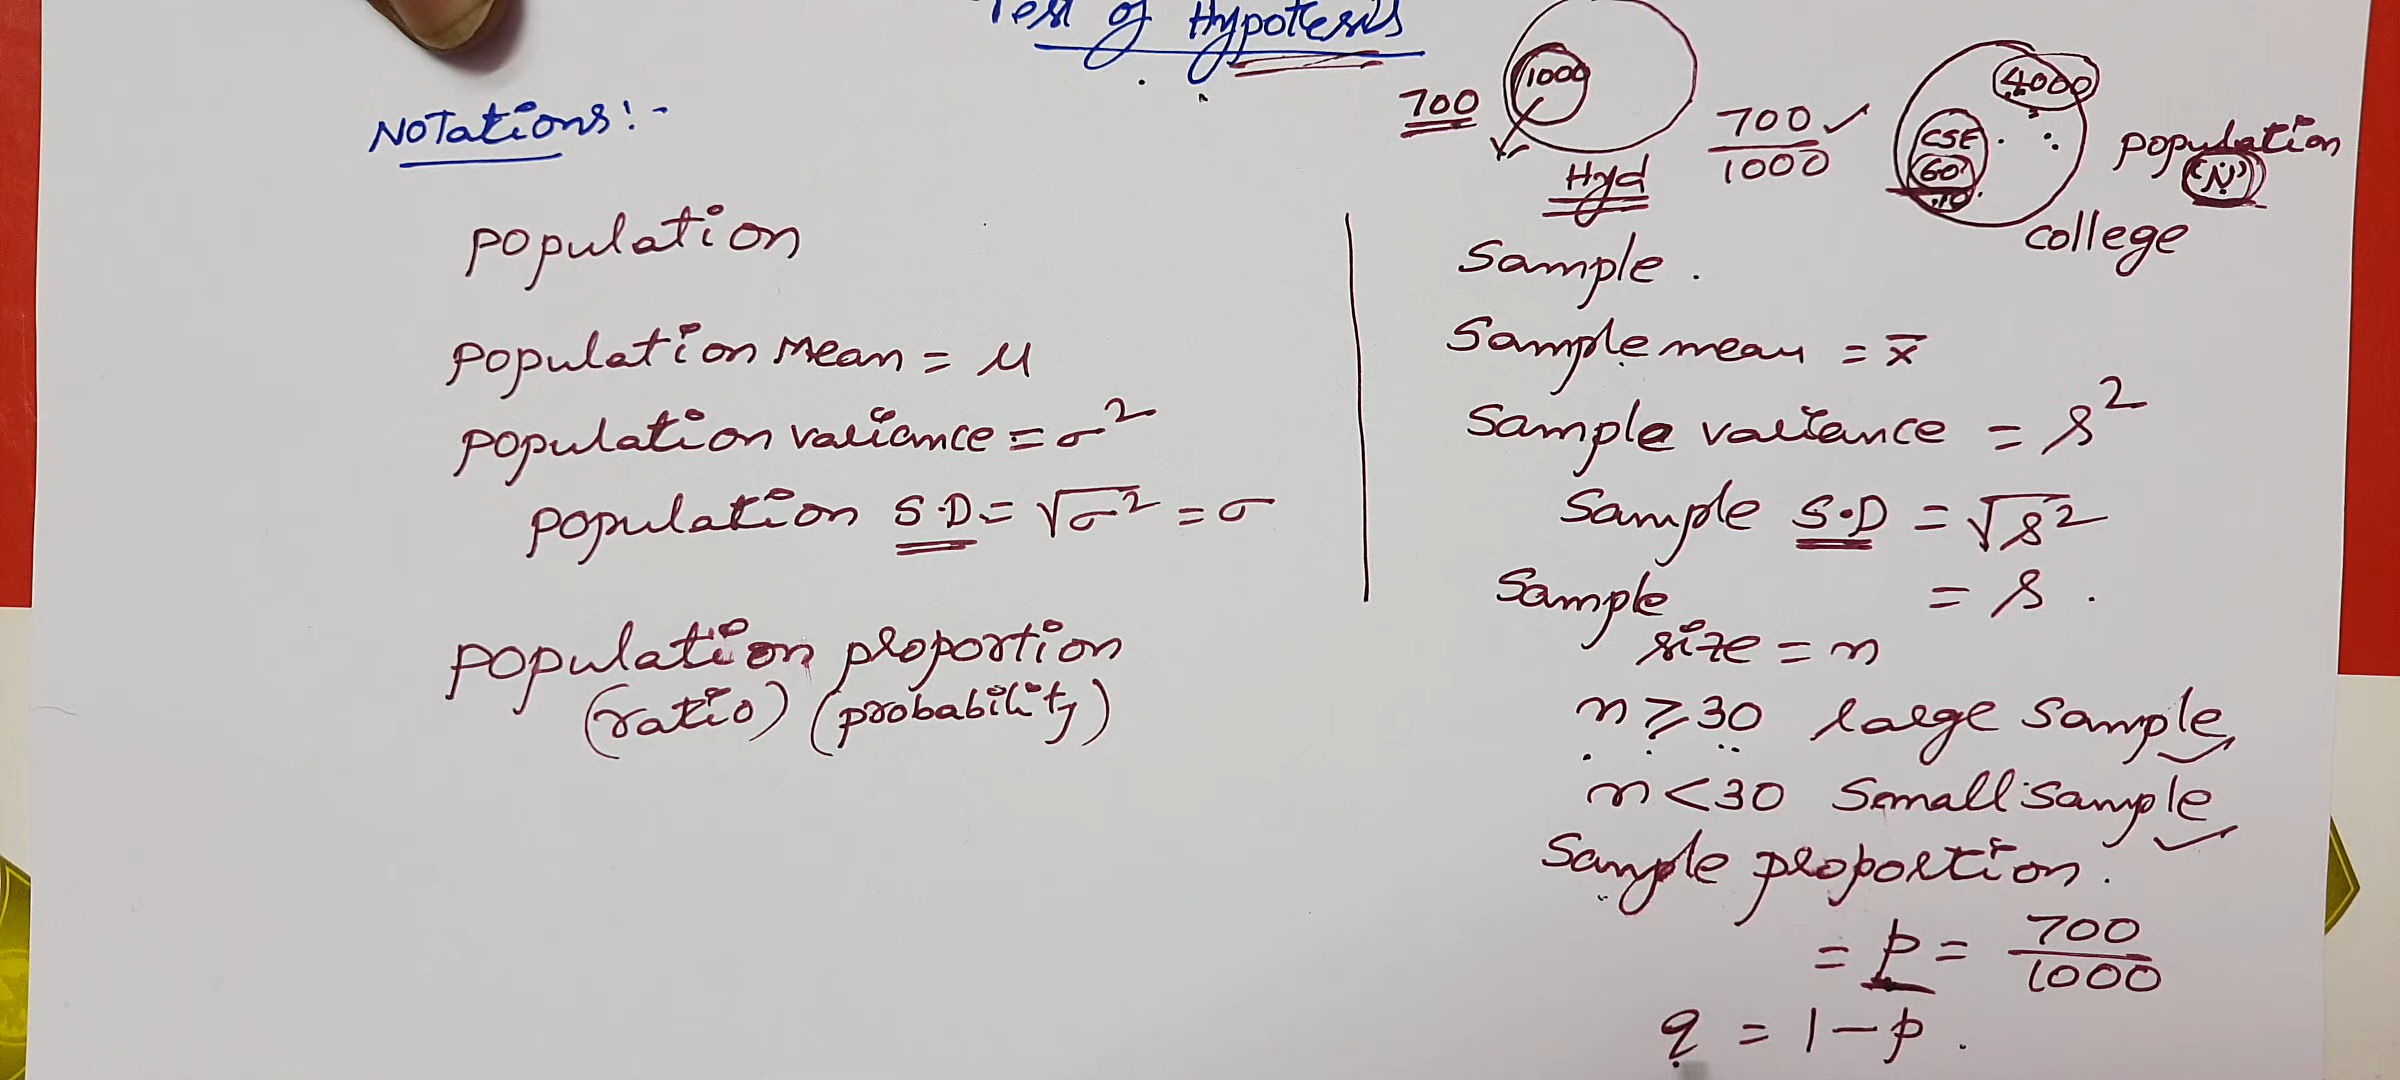 Test of Hypotesis
Notations:-
1000
700
Hyd
700
1000
4000
CSE
60
college
population
(N)
population
population Mean = μ
population variance = σ²
population S.D = √σ² = σ
population proportion
(ratio) (probability)
Sample.
Sample mean = x̅
Sample variance = s²
Sample S.D = √s²
= s.
Sample
size = n
n ≥ 30 large sample
n < 30 Small sample
Sample proportion.
= p = 700
1000
q = 1 - p.